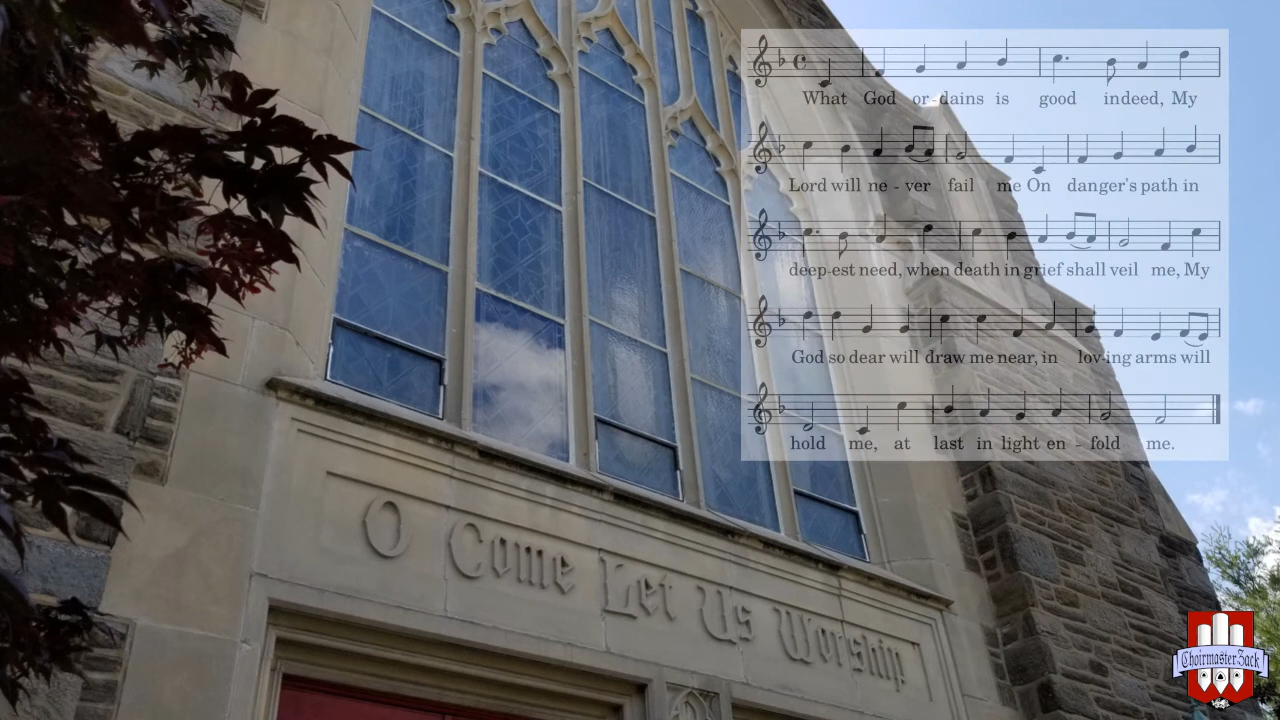 What God or-dains is good indeed, My
Lord will ne - ver fail me On danger's path in
deep-est need, when death in grief shall veil me, My
God so dear will draw me near, in lov-ing arms will
hold me, at last in light en - fold me.
O Come Let Us Worship
ChoirmasterZack